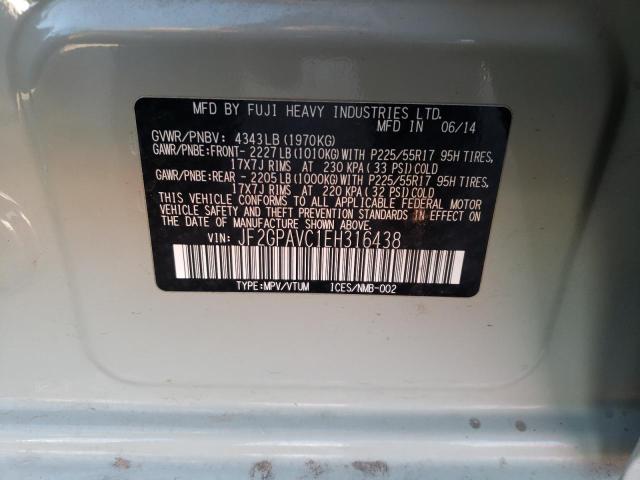 MFD BY FUJI HEAVY INDUSTRIES LTD.
MFD IN 06/14
GVWR/PNBV: 4343LB (1970KG)
GAWR/PNBE:FRONT-2227LB (1010KG) WITH P225/55R17 95H TIRES,
17X7J RIMS AT 230 KPA (33 PSI) COLD
GAWR/PNBE:REAR -2205LB (1000KG) WITH P225/55R17 95H TIRES,
17X7J RIMS AT 220 KPA (32 PSI) COLD
THIS VEHICLE CONFORMS TO ALL APPLICABLE FEDERAL MOTOR
VEHICLE SAFETY AND THEFT PREVENTION STANDARDS IN EFFECT ON
THE DATE OF MANUFACTURE SHOWN ABOVE.
VIN: JF2GPAVC1EH316438
TYPE:MPV/VTUM ICES/NMB-002